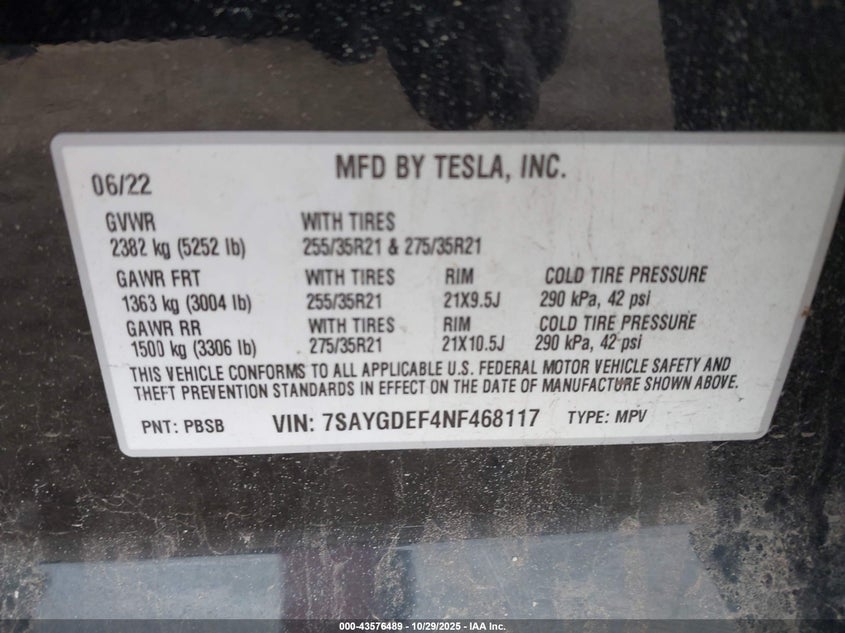 MFD BY TESLA, INC.
06/22
GVWR WITH TIRES
2382 kg (5252 lb) 255/35R21 & 275/35R21
GAWR FRT WITH TIRES RIM COLD TIRE PRESSURE
1363 kg (3004 lb) 255/35R21 21X9.5J 290 kPa, 42 psi
GAWR RR WITH TIRES RIM COLD TIRE PRESSURE
1500 kg (3306 lb) 275/35R21 21X10.5J 290 kPa, 42 psi
THIS VEHICLE CONFORMS TO ALL APPLICABLE U.S. FEDERAL MOTOR VEHICLE SAFETY AND
THEFT PREVENTION STANDARDS IN EFFECT ON THE DATE OF MANUFACTURE SHOWN ABOVE.
PNT: PBSB VIN: 7SAYGDEF4NF468117 TYPE: MPV
000-43576489 - 10/29/2025 - IAA Inc.